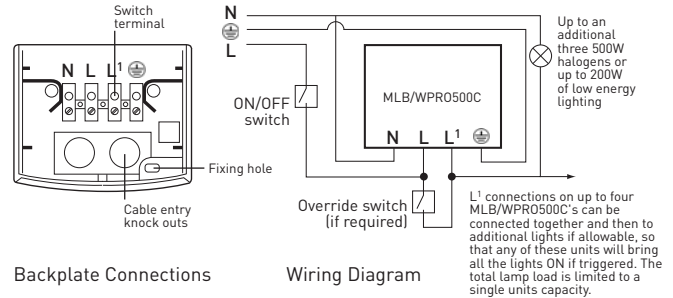 Switch
terminal
N L L¹
Fixing hole
Cable entry
knock outs
Backplate Connections
N
L
ON/OFF
switch
MLB/WPRO500C
N L L¹
Override switch
(if required)
Up to an
additional
three 500W
halogens or
up to 200W
of low energy
lighting
L¹ connections on up to four
MLB/WPRO500C's can be
connected together and then to
additional lights if allowable, so
that any of these units will bring
all the lights ON if triggered. The
total lamp load is limited to a
single units capacity.
Wiring Diagram